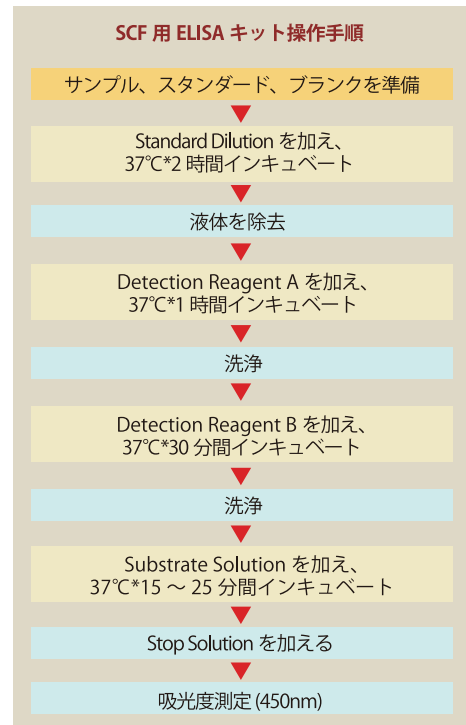 SCF 用 ELISA キット操作手順
サンプル、スタンダード、ブランクを準備
Standard Dilution を加え、
37℃*2 時間インキュベート
液体を除去
Detection Reagent A を加え、
37℃*1 時間インキュベート
洗浄
Detection Reagent B を加え、
37℃*30 分間インキュベート
洗浄
Substrate Solution を加え、
37℃*15 ～ 25 分間インキュベート
Stop Solution を加える
吸光度測定 (450nm)